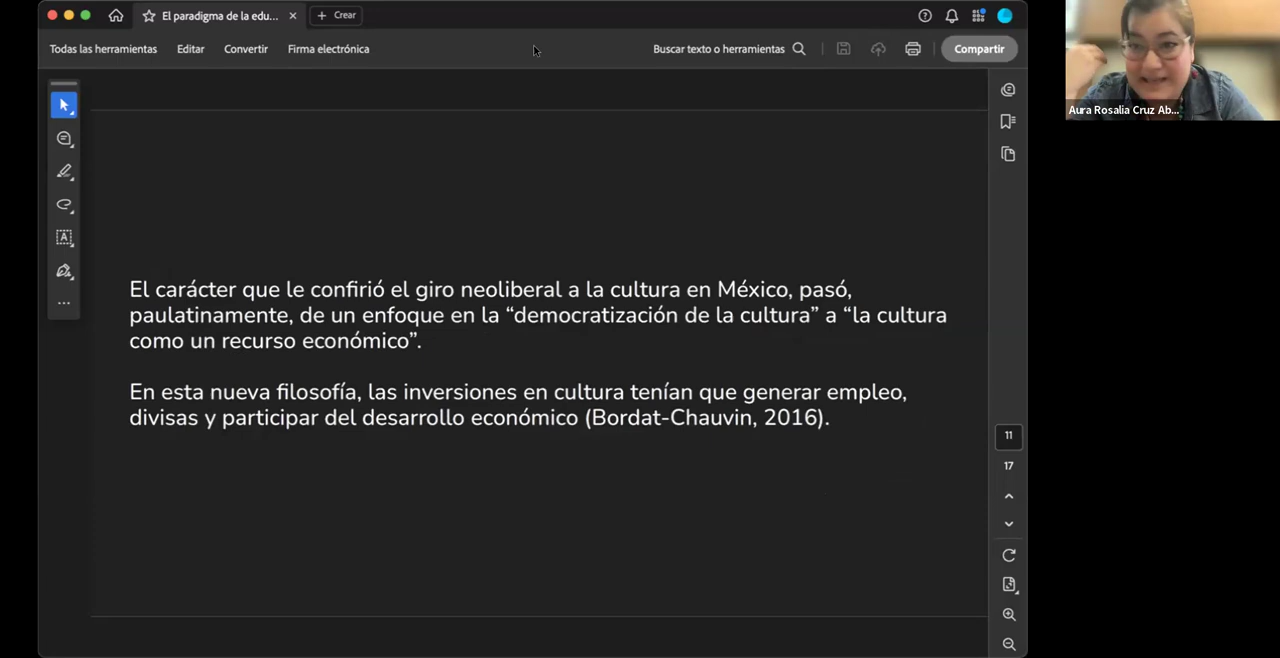 El paradigma de la edu...
Crear
Todas las herramientas Editar Convertir Firma electrónica Buscar texto o herramientas Compartir
Aura Rosalia Cruz Ab...
El carácter que le confirió el giro neoliberal a la cultura en México, pasó,
paulatinamente, de un enfoque en la “democratización de la cultura” a “la cultura
como un recurso económico”.
En esta nueva filosofía, las inversiones en cultura tenían que generar empleo,
divisas y participar del desarrollo económico (Bordat-Chauvin, 2016).
11
17